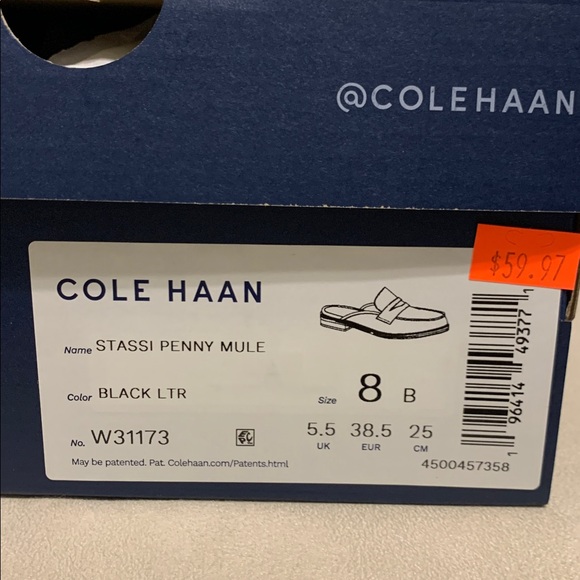 @COLEHAAN
$59.97
COLE HAAN
Name STASSI PENNY MULE
Color BLACK LTR
Size 8 B
No. W31173
5.5 38.5 25
UK EUR CM
May be patented. Pat. Colehaan.com/Patents.html
4500457358
1 96414 49377 1